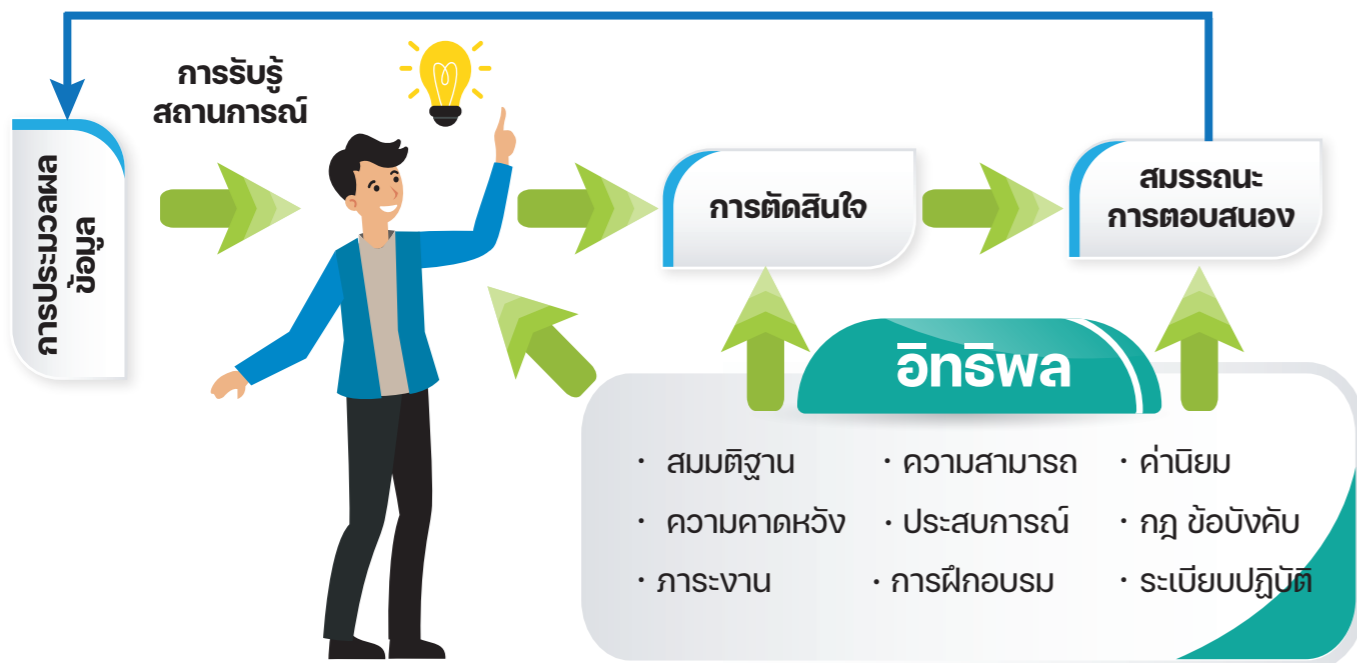 การรับรู้
สถานการณ์
การประมวลผล
ข้อมูล
การตัดสินใจ
สมรรถนะ
การตอบสนอง
อิทธิพล
· สมมติฐาน
· ความสามารถ
· ค่านิยม
· ความคาดหวัง
· ประสบการณ์
· กฎ ข้อบังคับ
· ภาระงาน
· การฝึกอบรม
· ระเบียบปฏิบัติ